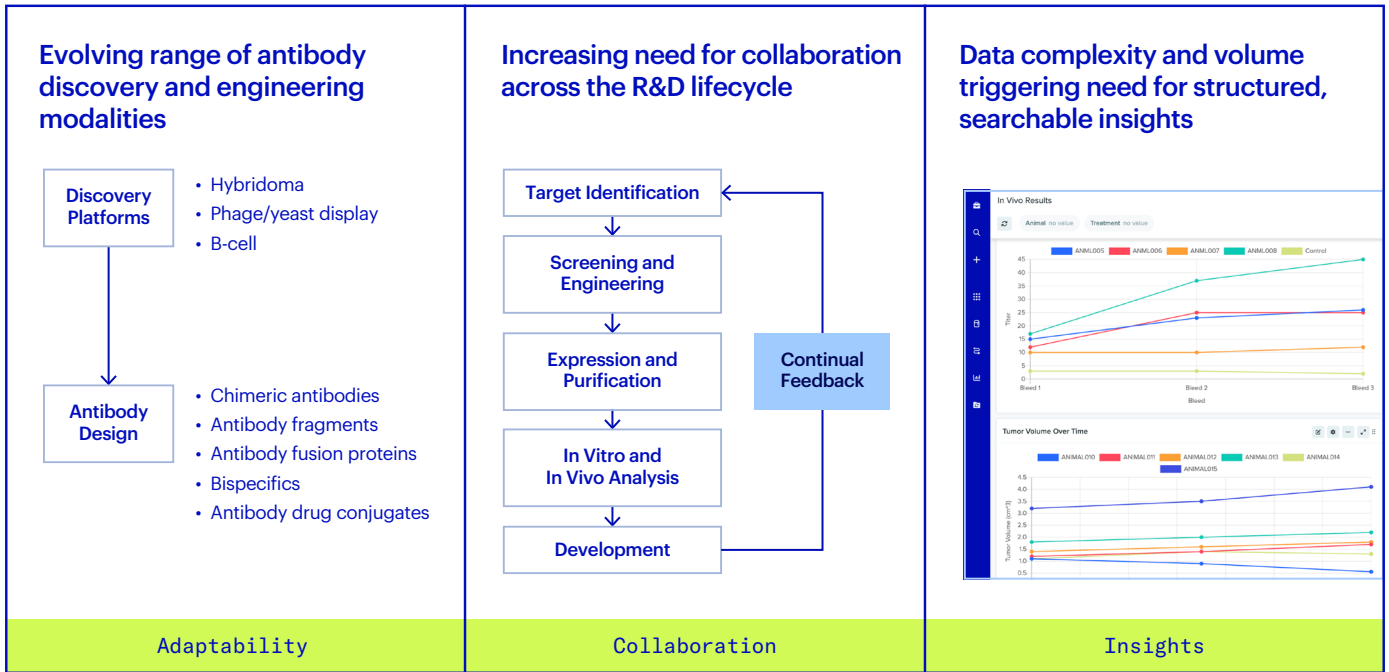 Evolving range of antibody
discovery and engineering
modalities
Discovery
Platforms
• Hybridoma
• Phage/yeast display
• B-cell
Antibody
Design
• Chimeric antibodies
• Antibody fragments
• Antibody fusion proteins
• Bispecifics
• Antibody drug conjugates
Adaptability
Increasing need for collaboration
across the R&D lifecycle
Target Identification
Screening and
Engineering
Expression and
Purification
In Vitro and
In Vivo Analysis
Development
Continual
Feedback
Collaboration
Data complexity and volume
triggering need for structured,
searchable insights
In Vivo Results
Animal no value Treatment no value
ANML005 ANML006 ANML007 ANML008 Control
45
40
35
30
25
20
15
10
5
0
Titer
Bleed 1 Bleed 2 Bleed 3
Bleed
Tumor Volume Over Time
ANIMAL010 ANIMAL011 ANIMAL012 ANIMAL013 ANIMAL014
ANIMAL015
4.5
4.0
3.5
3.0
2.5
2.0
1.5
1.0
0.5
Tumor Volume (cm^3)
Insights